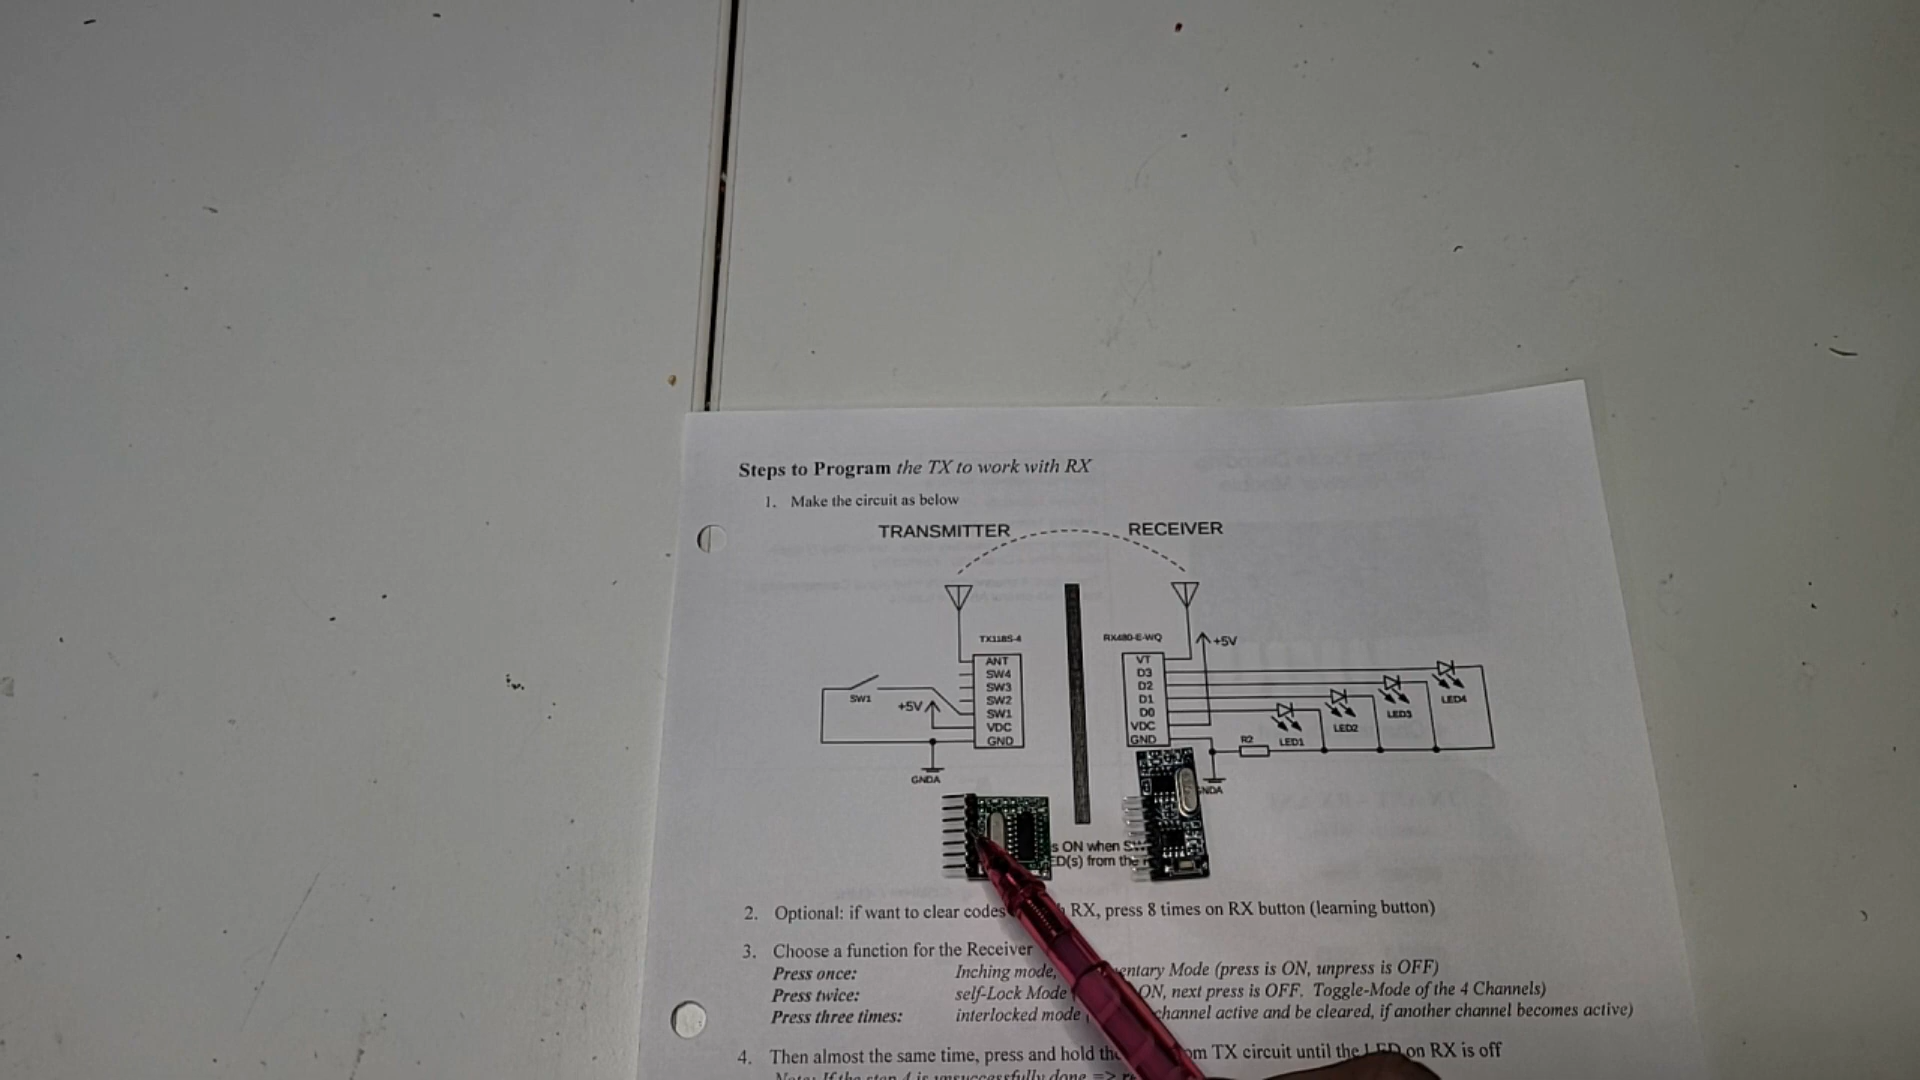 Steps to Program the TX to work with RX
1. Make the circuit as below
TRANSMITTER
RECEIVER
TX118S-4
ANT
SW4
SW3
SW2
SW1
VDC
GND
SW1
+5V
GNDA
RX480-E-WQ
+5V
VT
D3
D2
D1
D0
VDC
GND
LED1
LED2
LED3
LED4
R2
NDA
s ON when
ED(s) from the
2. Optional: if want to clear codes RX, press 8 times on RX button (learning button)
3. Choose a function for the Receiver
Press once: Inching mode, entary Mode (press is ON, unpress is OFF)
Press twice: self-Lock Mode ON, next press is OFF. Toggle-Mode of the 4 Channels)
Press three times: interlocked mode channel active and be cleared, if another channel becomes active)
4. Then almost the same time, press and hold om TX circuit until the LED on RX is off